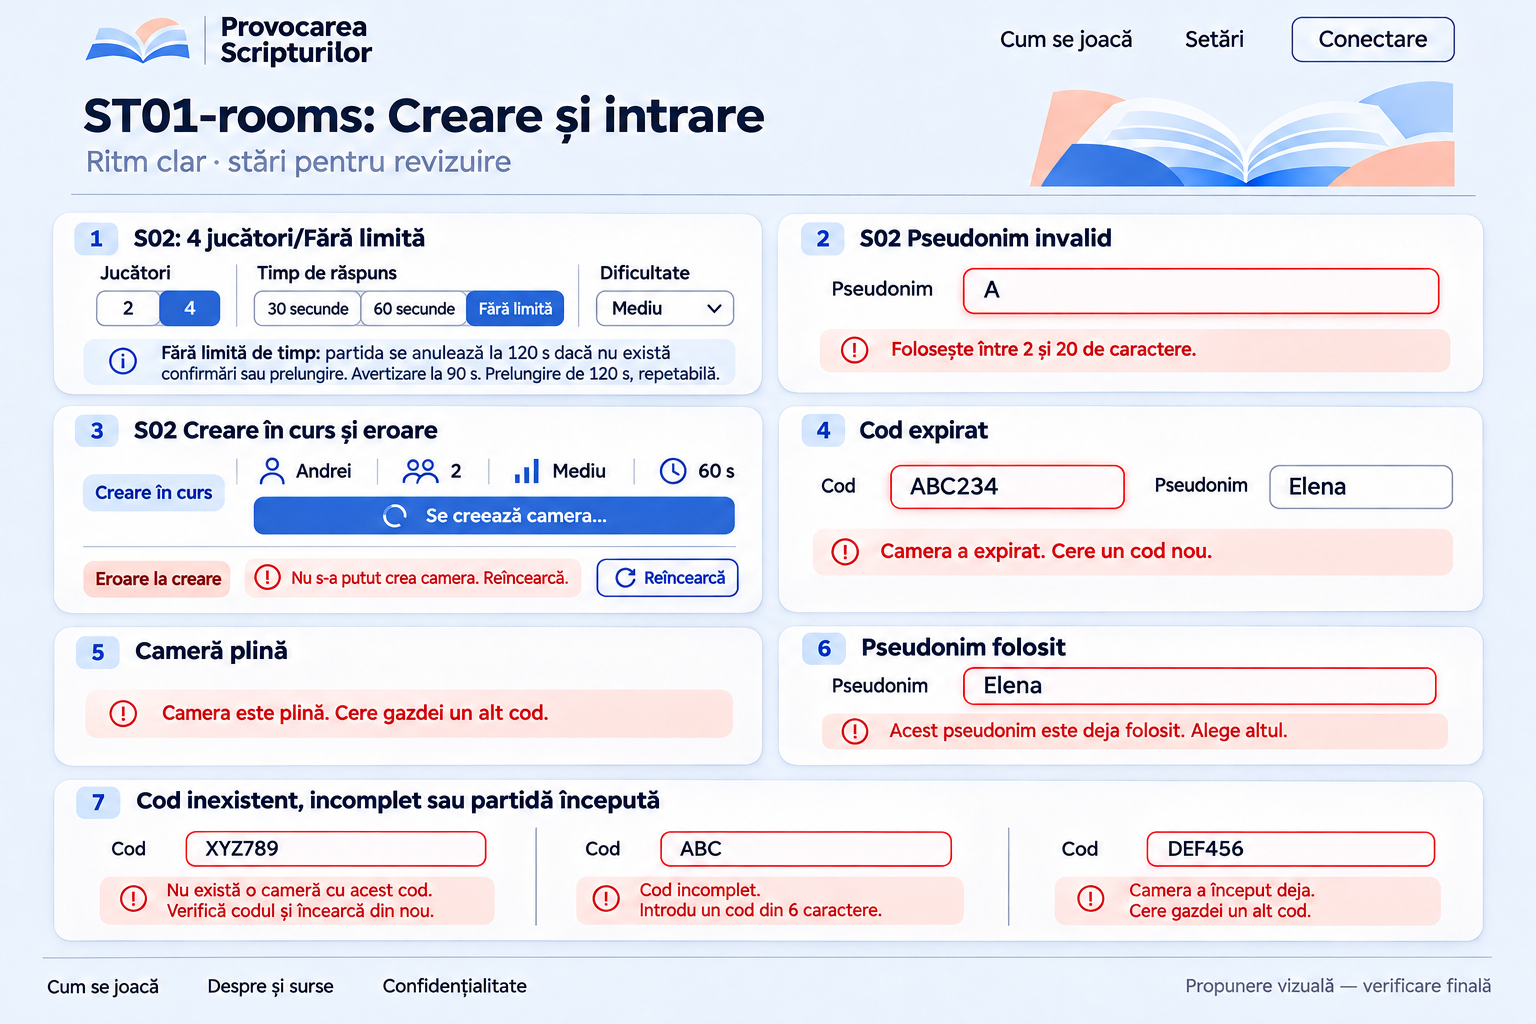 Provocarea
Scripturilor
Cum se joacă
Setări
Conectare
ST01-rooms: Creare și intrare
Ritm clar · stări pentru revizuire
1
S02: 4 jucători/Fără limită
Jucători
2
4
Timp de răspuns
30 secunde
60 secunde
Fără limită
Dificultate
Mediu
Fără limită de timp: partida se anulează la 120 s dacă nu există
confirmări sau prelungire. Avertizare la 90 s. Prelungire de 120 s, repetabilă.
2
S02 Pseudonim invalid
Pseudonim
A
Folosește între 2 și 20 de caractere.
3
S02 Creare în curs și eroare
Creare în curs
Andrei
2
Mediu
60 s
Se creează camera...
Eroare la creare
Nu s-a putut crea camera. Reîncearcă.
Reîncearcă
4
Cod expirat
Cod
ABC234
Pseudonim
Elena
Camera a expirat. Cere un cod nou.
5
Cameră plină
Camera este plină. Cere gazdei un alt cod.
6
Pseudonim folosit
Pseudonim
Elena
Acest pseudonim este deja folosit. Alege altul.
7
Cod inexistent, incomplet sau partidă începută
Cod
XYZ789
Nu există o cameră cu acest cod.
Verifică codul și încearcă din nou.
Cod
ABC
Cod incomplet.
Introdu un cod din 6 caractere.
Cod
DEF456
Camera a început deja.
Cere gazdei un alt cod.
Cum se joacă
Despre și surse
Confidențialitate
Propunere vizuală — verificare finală